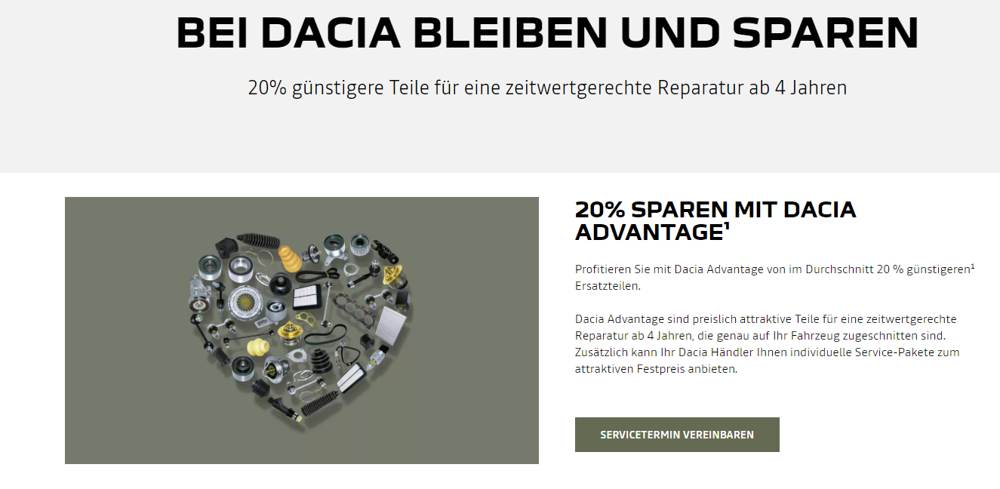 BEI DACIA BLEIBEN UND SPAREN
20% günstigere Teile für eine zeitwertgerechte Reparatur ab 4 Jahren
20% SPAREN MIT DACIA
ADVANTAGE¹
Profitieren Sie mit Dacia Advantage von im Durchschnitt 20 % günstigeren¹
Ersatzteilen.
Dacia Advantage sind preislich attraktive Teile für eine zeitwertgerechte
Reparatur ab 4 Jahren, die genau auf Ihr Fahrzeug zugeschnitten sind.
Zusätzlich kann Ihr Dacia Händler Ihnen individuelle Service-Pakete zum
attraktiven Festpreis anbieten.
SERVICETERMIN VEREINBAREN